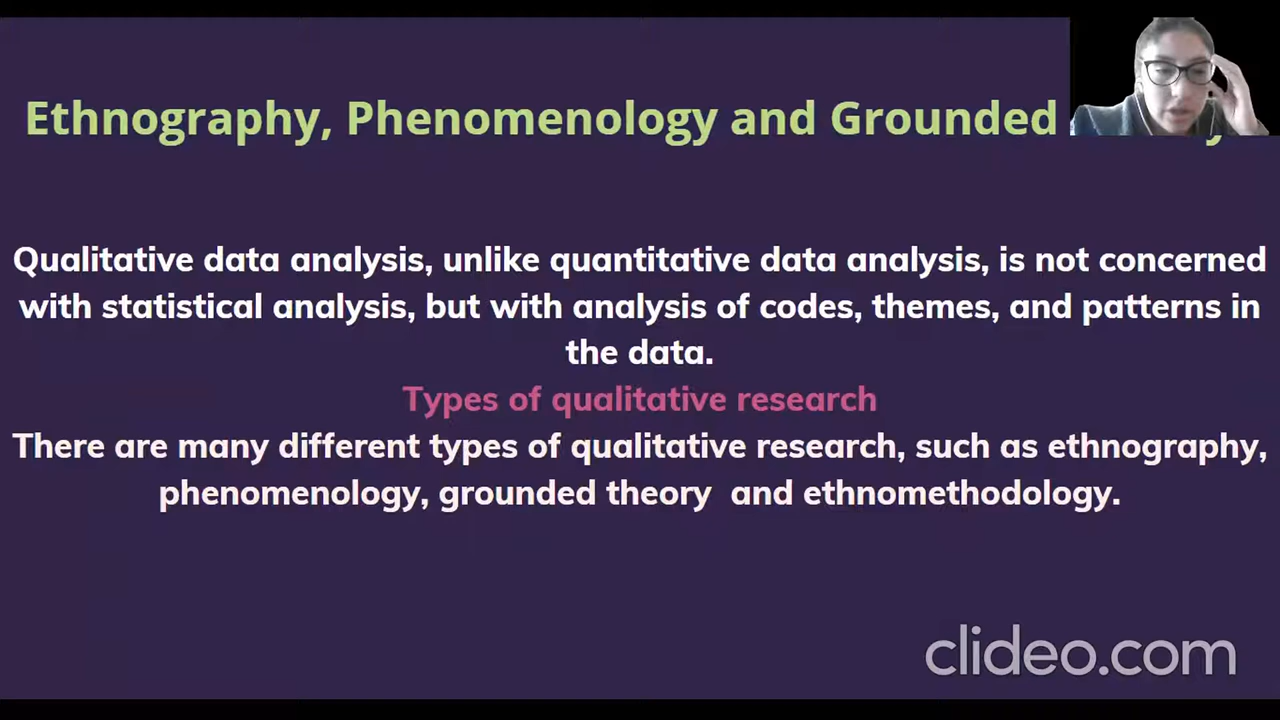 Ethnography, Phenomenology and Grounded
Qualitative data analysis, unlike quantitative data analysis, is not concerned
with statistical analysis, but with analysis of codes, themes, and patterns in
the data.
Types of qualitative research
There are many different types of qualitative research, such as ethnography,
phenomenology, grounded theory  and ethnomethodology.
clideo.com